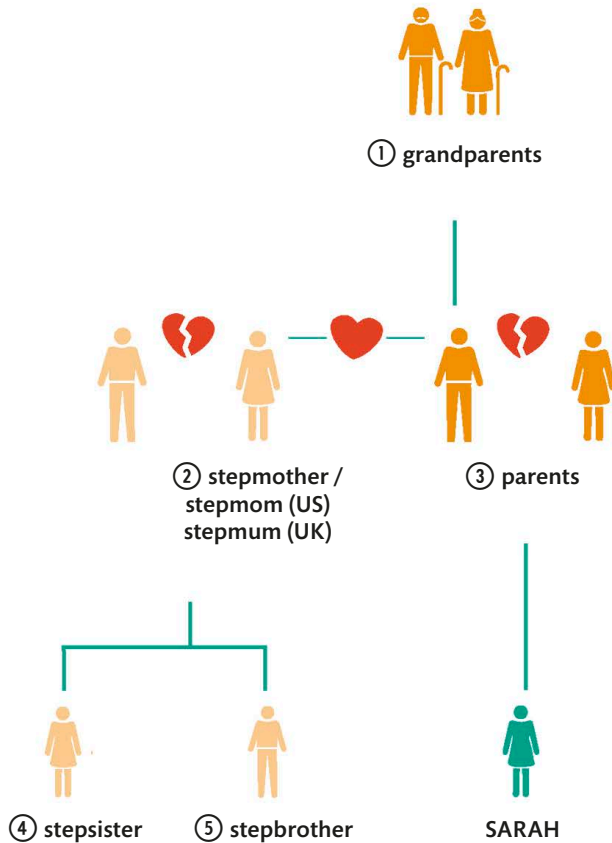 ① grandparents
② stepmother /
stepmom (US)
stepmum (UK)
③ parents
④ stepsister
⑤ stepbrother
SARAH